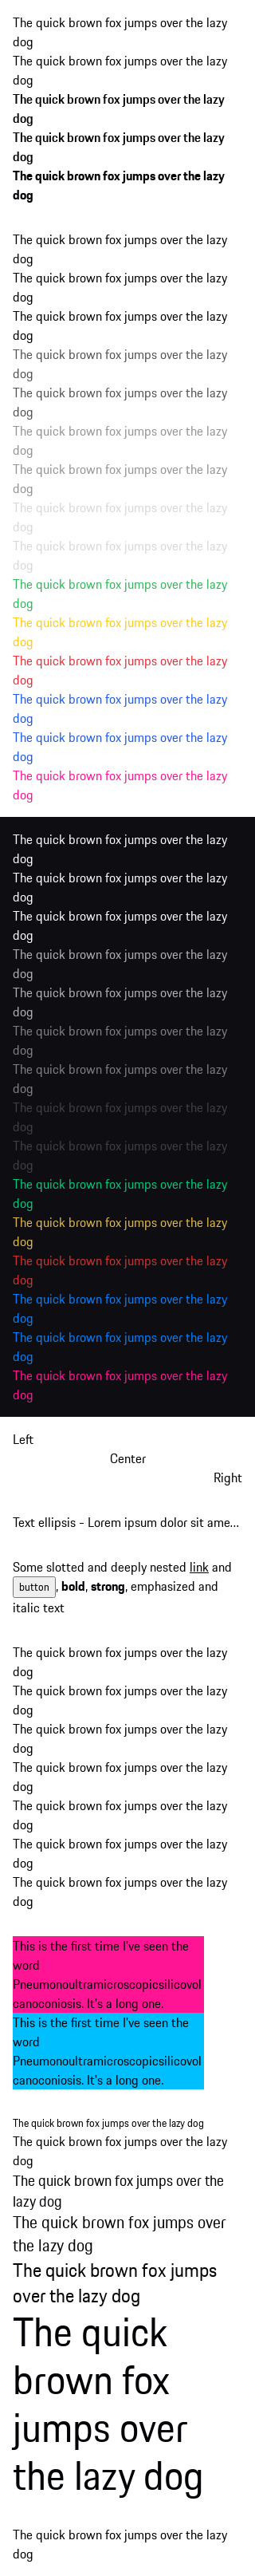 The quick brown fox jumps over the lazy
dog
The quick brown fox jumps over the lazy
dog
The quick brown fox jumps over the lazy
dog
The quick brown fox jumps over the lazy
dog
The quick brown fox jumps over the lazy
dog
The quick brown fox jumps over the lazy
dog
The quick brown fox jumps over the lazy
dog
The quick brown fox jumps over the lazy
dog
The quick brown fox jumps over the lazy
dog
The quick brown fox jumps over the lazy
dog
The quick brown fox jumps over the lazy
dog
The quick brown fox jumps over the lazy
dog
The quick brown fox jumps over the lazy
dog
The quick brown fox jumps over the lazy
dog
The quick brown fox jumps over the lazy
dog
The quick brown fox jumps over the lazy
dog
The quick brown fox jumps over the lazy
dog
The quick brown fox jumps over the lazy
dog
The quick brown fox jumps over the lazy
dog
The quick brown fox jumps over the lazy
dog
The quick brown fox jumps over the lazy
dog
The quick brown fox jumps over the lazy
dog
The quick brown fox jumps over the lazy
dog
The quick brown fox jumps over the lazy
dog
The quick brown fox jumps over the lazy
dog
The quick brown fox jumps over the lazy
dog
The quick brown fox jumps over the lazy
dog
The quick brown fox jumps over the lazy
dog
The quick brown fox jumps over the lazy
dog
The quick brown fox jumps over the lazy
dog
The quick brown fox jumps over the lazy
dog
The quick brown fox jumps over the lazy
dog
The quick brown fox jumps over the lazy
dog
The quick brown fox jumps over the lazy
dog
The quick brown fox jumps over the lazy
dog
Left
Center
Right
Text ellipsis - Lorem ipsum dolor sit ame...
Some slotted and deeply nested link and
button, bold, strong, emphasized and
italic text
The quick brown fox jumps over the lazy
dog
The quick brown fox jumps over the lazy
dog
The quick brown fox jumps over the lazy
dog
The quick brown fox jumps over the lazy
dog
The quick brown fox jumps over the lazy
dog
The quick brown fox jumps over the lazy
dog
The quick brown fox jumps over the lazy
dog
This is the first time I've seen the
word
Pneumonoultramicroscopicsilicovol
canoconiosis. It's a long one.
This is the first time I've seen the
word
Pneumonoultramicroscopicsilicovol
canoconiosis. It's a long one.
The quick brown fox jumps over the lazy dog
The quick brown fox jumps over the lazy
dog
The quick brown fox jumps over the
lazy dog
The quick brown fox jumps over
the lazy dog
The quick brown fox jumps
over the lazy dog
The quick
brown fox
jumps over
the lazy dog
The quick brown fox jumps over the lazy
dog